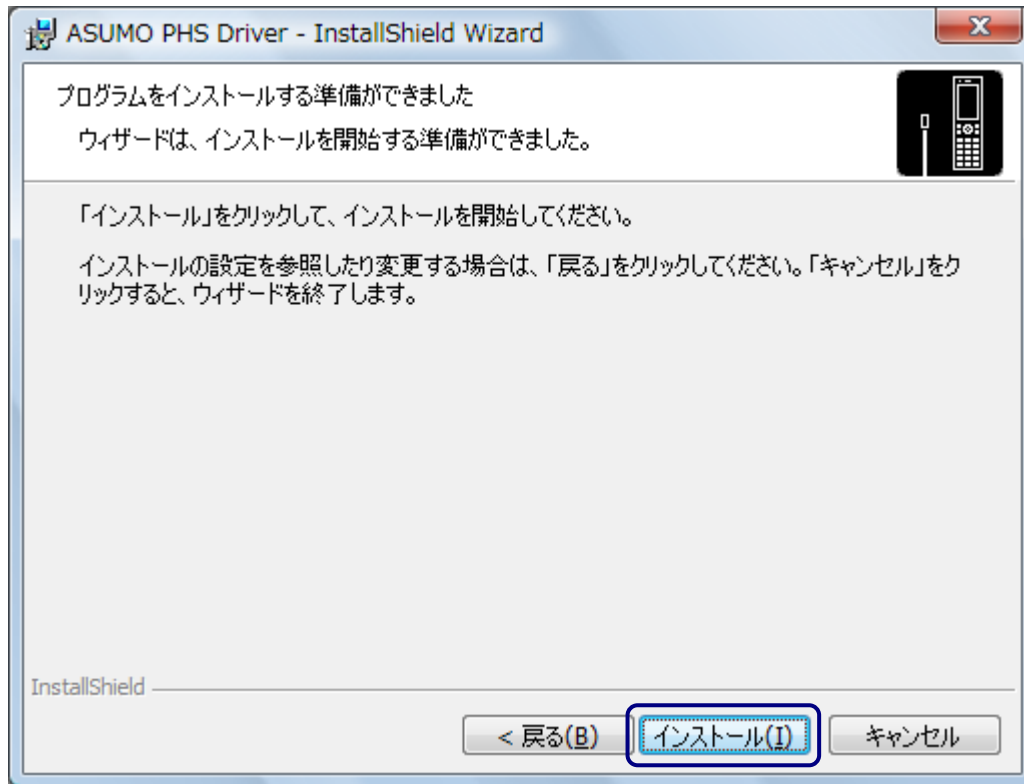 ASUMO PHS Driver - InstallShield Wizard
プログラムをインストールする準備ができました
ウィザードは、インストールを開始する準備ができました。
「インストール」をクリックして、インストールを開始してください。
インストールの設定を参照したり変更する場合は、「戻る」をクリックしてください。「キャンセル」をク
リックすると、ウィザードを終了します。
InstallShield
< 戻る(B) インストール(I) キャンセル